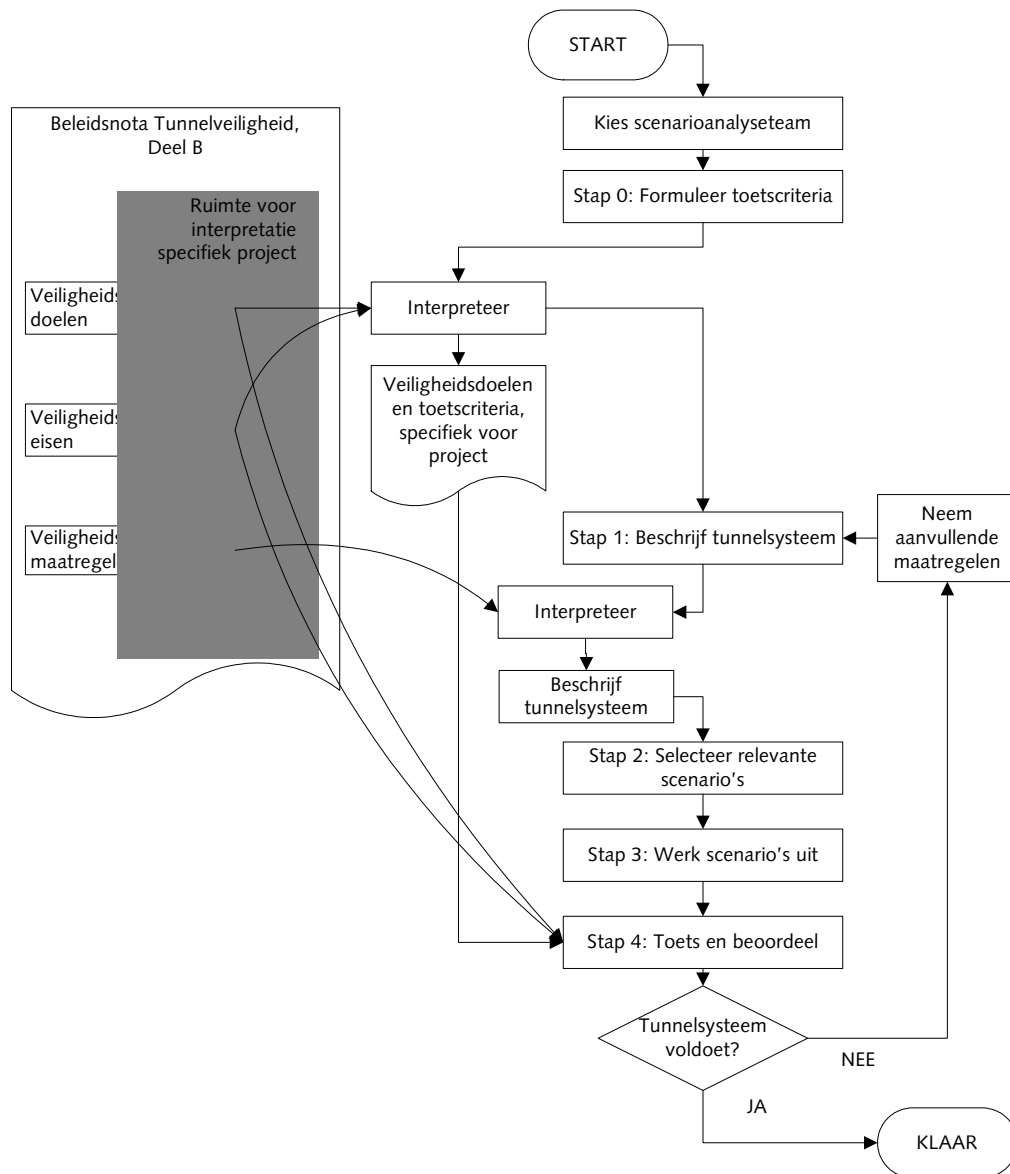 START
Kies scenarioanalyseteam
Stap 0: Formuleer toetscriteria
Beleidsnota Tunnelveiligheid,
Deel B
Ruimte voor
interpretatie
specifiek project
Veiligheids
doelen
Veiligheids
eisen
Veiligheids
maatregele
Interpreteer
Veiligheidsdoelen
en toetscriteria,
specifiek voor
project
Stap 1: Beschrijf tunnelsysteem
Neem
aanvullende
maatregelen
Interpreteer
Beschrijf
tunnelsysteem
Stap 2: Selecteer relevante
scenario's
Stap 3: Werk scenario's uit
Stap 4: Toets en beoordeel
Tunnelsysteem
voldoet?
NEE
JA
KLAAR